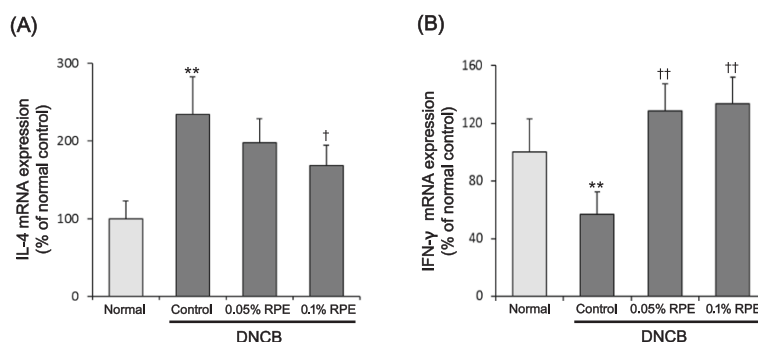 (A)
IL-4 mRNA expression
(% of normal control)
300
200
100
0
**
†
Normal
Control
0.05% RPE
0.1% RPE
DNCB
(B)
IFN-γ mRNA expression
(% of normal control)
160
120
80
40
0
**
††
††
Normal
Control
0.05% RPE
0.1% RPE
DNCB